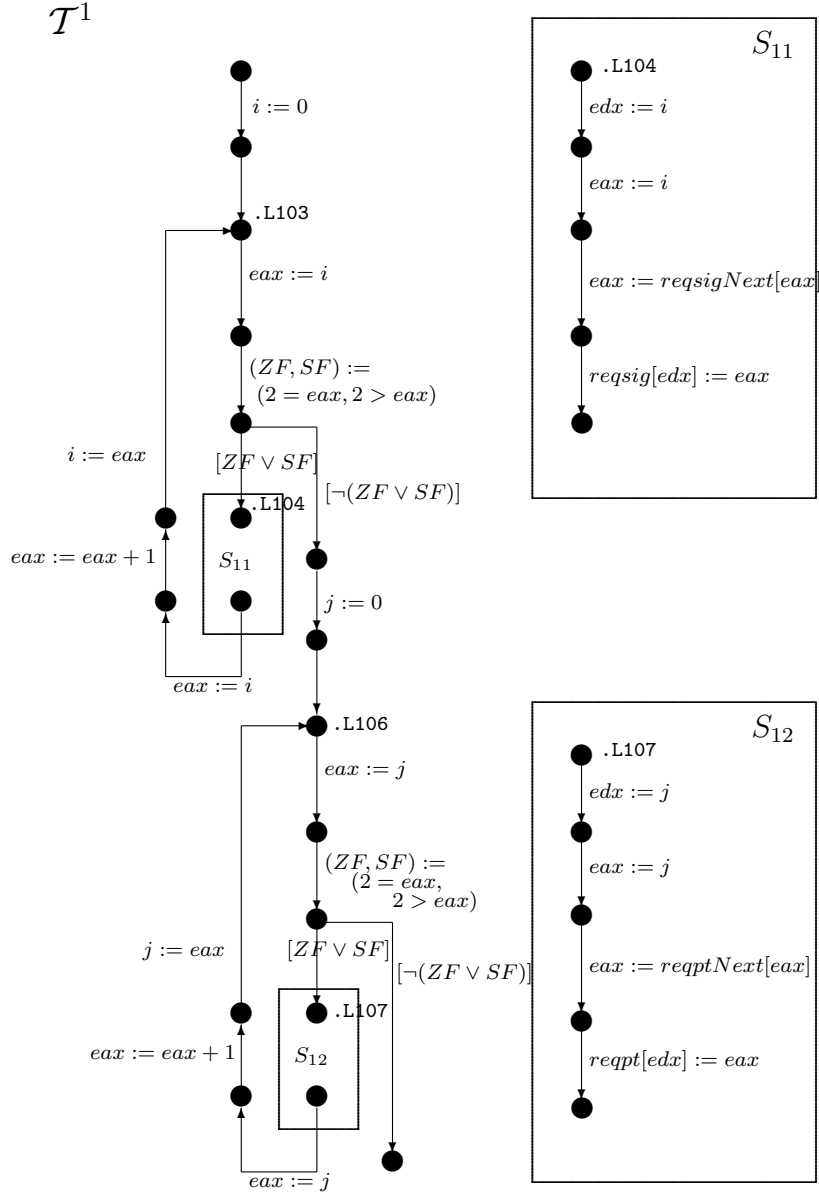 𝒯¹
i := 0
.L103
eax := i
(ZF, SF) :=
(2 = eax, 2 > eax)
i := eax
[ZF ∨ SF]
[¬(ZF ∨ SF)]
.L104
eax := eax + 1
S₁₁
j := 0
eax := i
.L106
eax := j
(ZF, SF) :=
(2 = eax,
2 > eax)
j := eax
[ZF ∨ SF]
[¬(ZF ∨ SF)]
.L107
eax := eax + 1
S₁₂
eax := j
S₁₁
.L104
edx := i
eax := i
eax := reqsigNext[eax]
reqsig[edx] := eax
S₁₂
.L107
edx := j
eax := j
eax := reqptNext[eax]
reqpt[edx] := eax